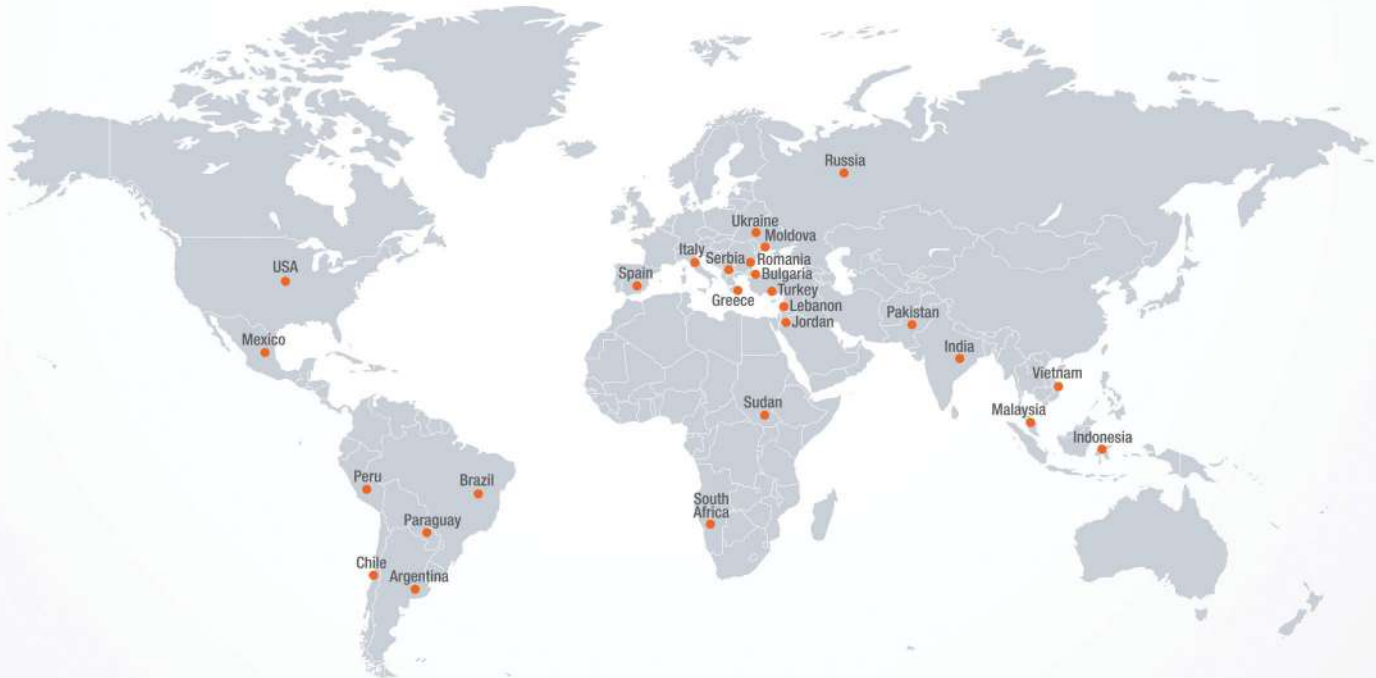 Russia
Ukraine
Moldova
Italy
Serbia
Romania
USA
Spain
Bulgaria
Turkey
Greece
Lebanon
Pakistan
Jordan
Mexico
India
Vietnam
Sudan
Malaysia
Indonesia
Peru
Brazil
South
Africa
Paraguay
Chile
Argentina